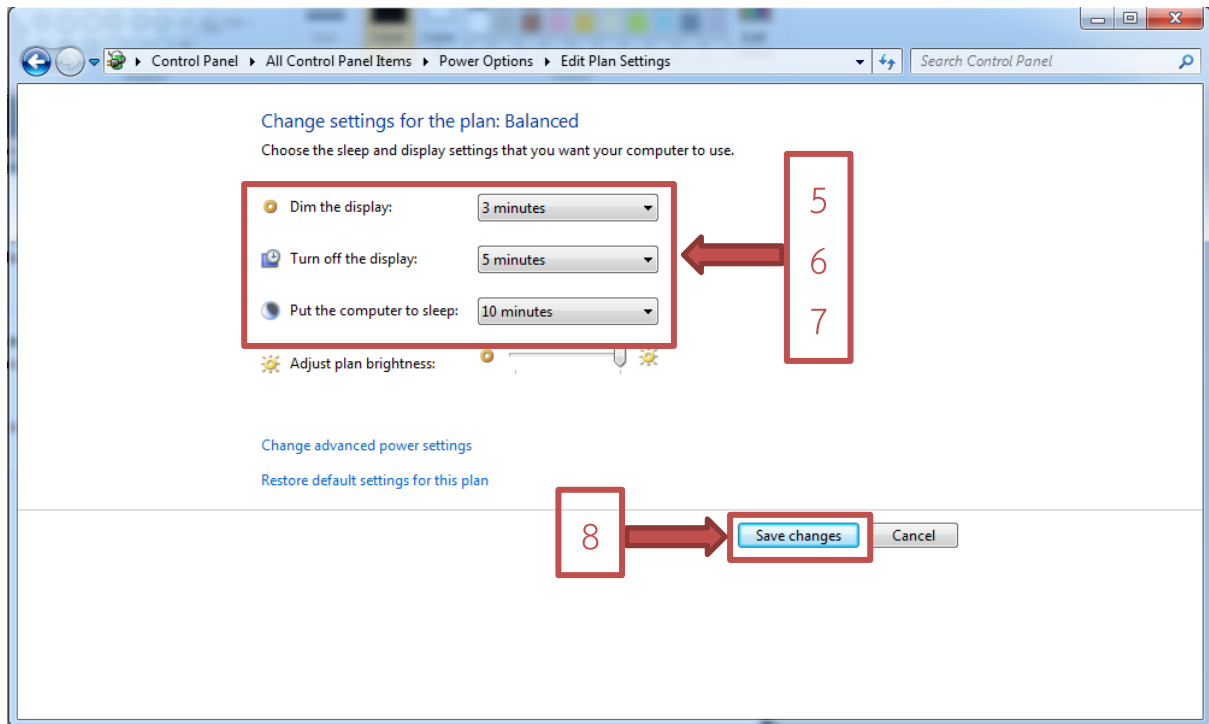 Control Panel All Control Panel Items Power Options Edit Plan Settings Search Control Panel
Change settings for the plan: Balanced
Choose the sleep and display settings that you want your computer to use.
Dim the display: 3 minutes
5
Turn off the display: 5 minutes
6
Put the computer to sleep: 10 minutes
7
Adjust plan brightness:
Change advanced power settings
Restore default settings for this plan
8 Save changes Cancel